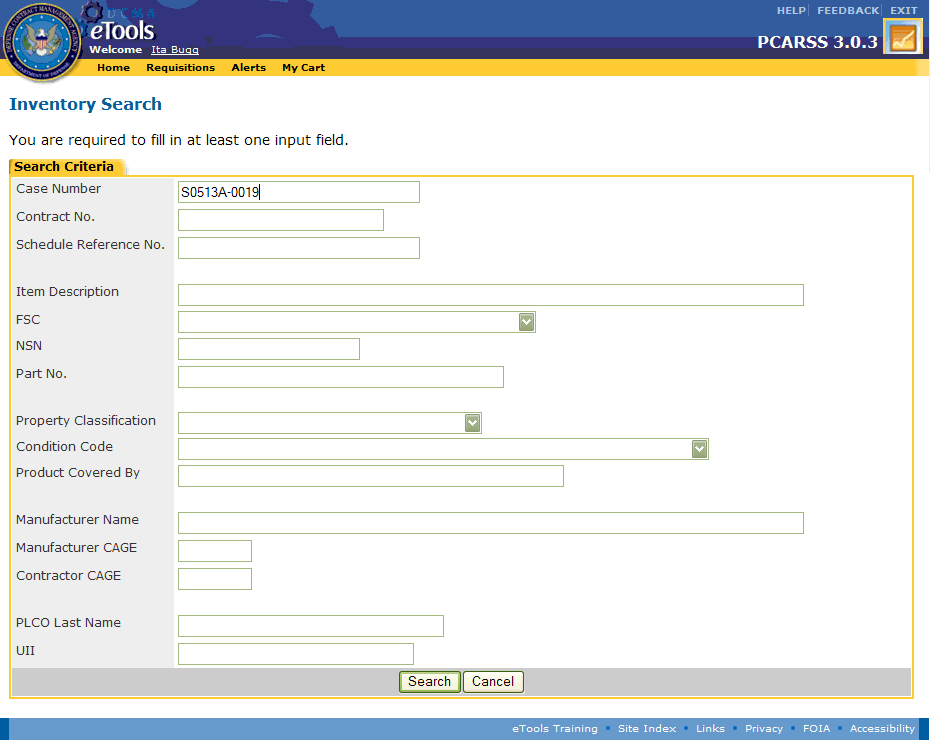 HELP | FEEDBACK | EXIT
eTools
Welcome Ita Bugg
PCARSS 3.0.3
Home Requisitions Alerts My Cart
Inventory Search
You are required to fill in at least one input field.
Search Criteria
Case Number S0513A-0019
Contract No.
Schedule Reference No.
Item Description
FSC
NSN
Part No.
Property Classification
Condition Code
Product Covered By
Manufacturer Name
Manufacturer CAGE
Contractor CAGE
PLCO Last Name
UII
Search Cancel
eTools Training • Site Index • Links • Privacy • FOIA • Accessibility